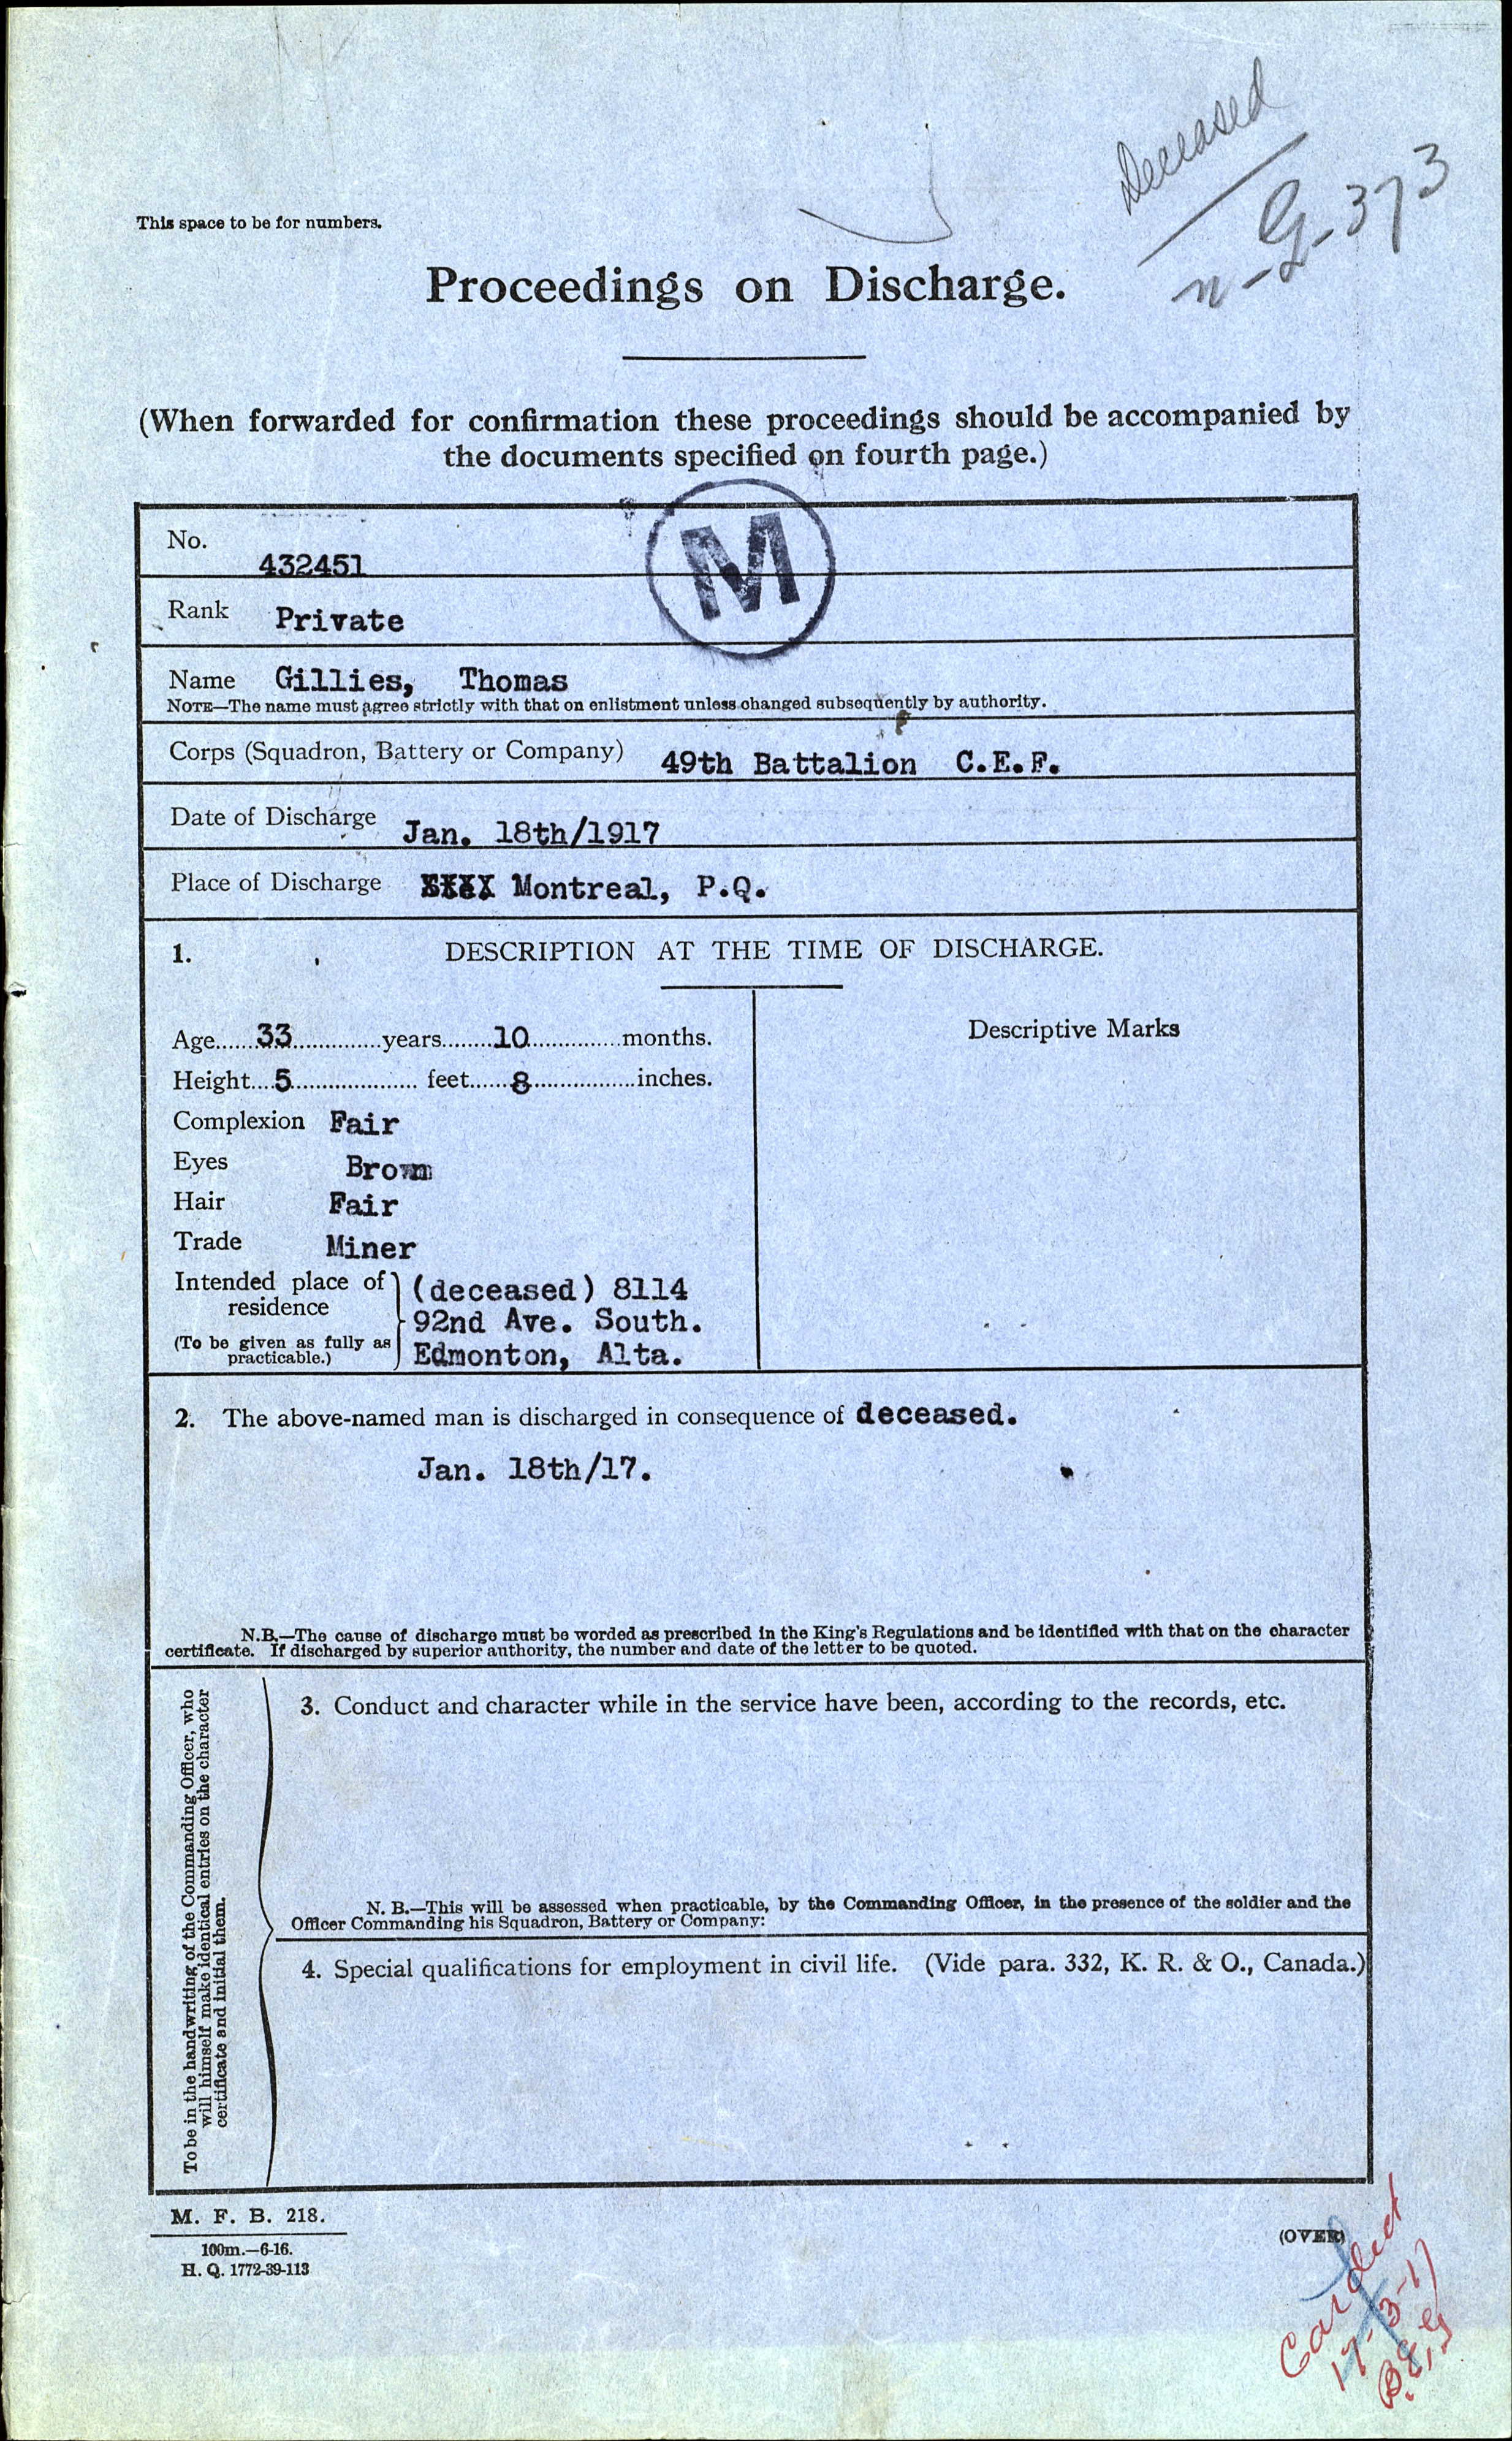 Deceased
n-G-373
This space to be for numbers.
Proceedings on Discharge.
(When forwarded for confirmation these proceedings should be accompanied by
the documents specified on fourth page.)
M
No.
432451
Rank Private
Name Gillies, Thomas
NOTE—The name must agree strictly with that on enlistment unless changed subsequently by authority.
Corps (Squadron, Battery or Company) 49th Battalion C.E.F.
Date of Discharge Jan. 18th/1917
Place of Discharge Montreal, P.Q.
1. DESCRIPTION AT THE TIME OF DISCHARGE.
Age......33.............years........10..............months.
Height....5................... feet......8...............inches.
Complexion Fair
Eyes Brown
Hair Fair
Trade Miner
Intended place of residence
(To be given as fully as practicable.)
(deceased) 8114
92nd Ave. South.
Edmonton, Alta.
Descriptive Marks
2. The above-named man is discharged in consequence of deceased.
Jan. 18th/17.
N.B.—The cause of discharge must be worded as prescribed in the King's Regulations and be identified with that on the character
certificate. If discharged by superior authority, the number and date of the letter to be quoted.
To be in the handwriting of the Commanding Officer, who
will himself make identical entries on the character
certificate and initial them.
3. Conduct and character while in the service have been, according to the records, etc.
N. B.—This will be assessed when practicable, by the Commanding Officer, in the presence of the soldier and the
Officer Commanding his Squadron, Battery or Company:
4. Special qualifications for employment in civil life. (Vide para. 332, K. R. & O., Canada.)
M. F. B. 218.
100m.—6-16.
H. Q. 1772-39-113
(OVER)
17-3-17